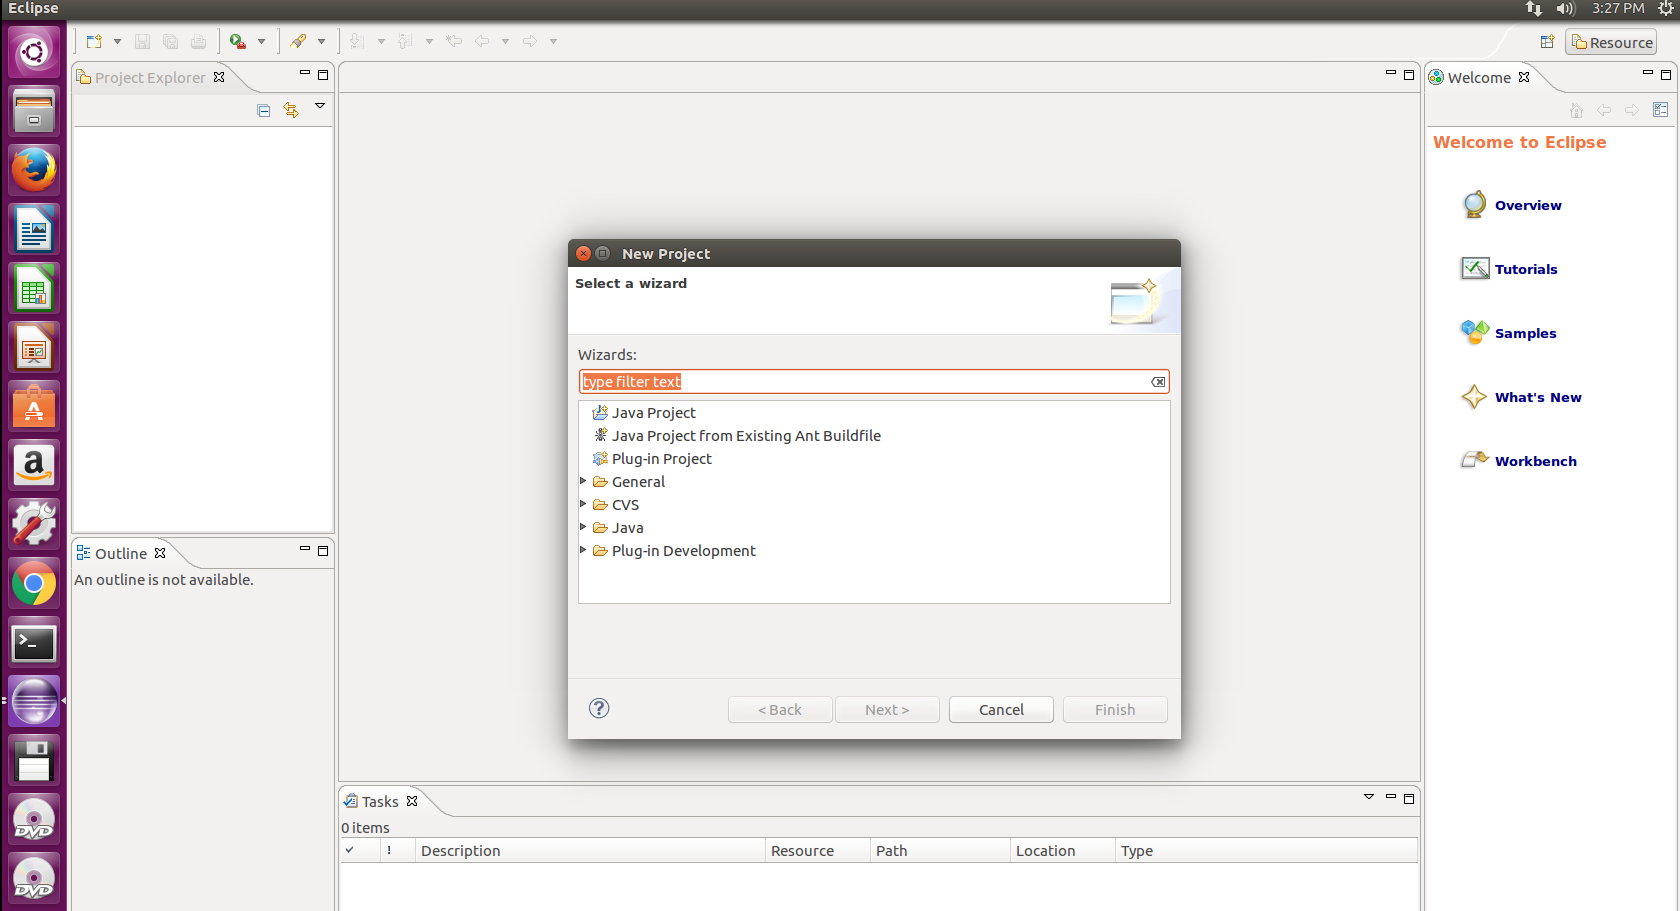 Eclipse
3:27 PM
Resource
Project Explorer
Welcome
Welcome to Eclipse
Overview
Tutorials
Samples
What's New
Workbench
New Project
Select a wizard
Wizards:
type filter text
Java Project
Java Project from Existing Ant Buildfile
Plug-in Project
General
CVS
Java
Plug-in Development
? < Back Next > Cancel Finish
Outline
An outline is not available.
Tasks
0 items
! Description Resource Path Location Type
A
a
>_
DVD
DVD